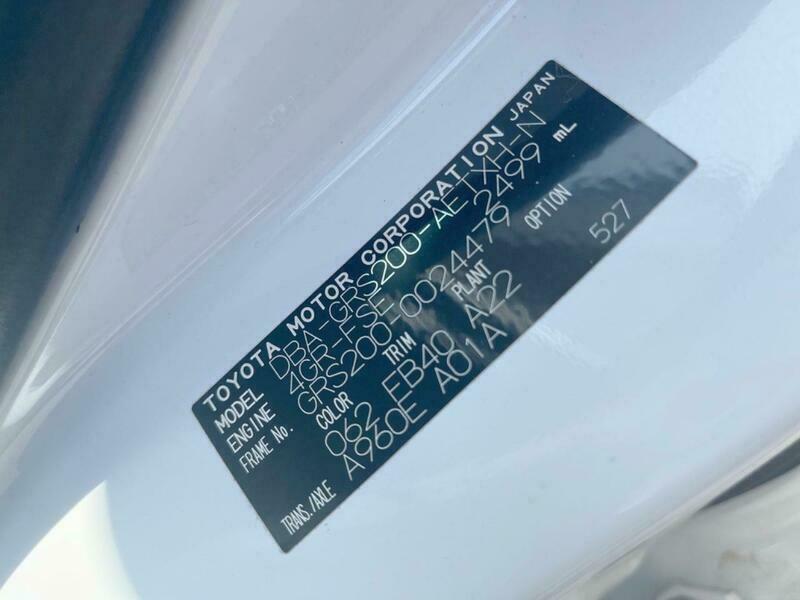 TOYOTA MOTOR CORPORATION JAPAN
MODEL DBA-GRS200-AETXH-N
ENGINE 4GR-FSE 2499 mL
FRAME No. GRS200-0024479
COLOR TRIM PLANT OPTION
062 FB40 A22 527
TRANS./AXLE A960E A01A